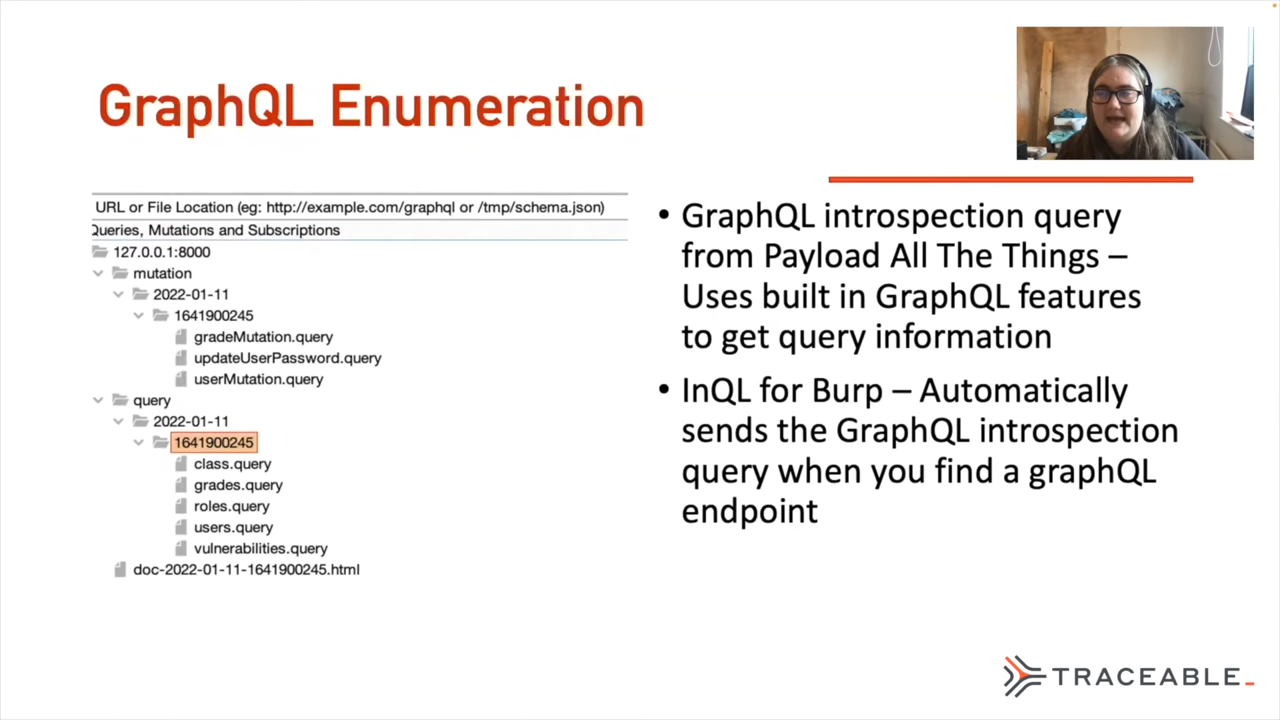 GraphQL Enumeration
URL or File Location (eg: http://example.com/graphql or /tmp/schema.json)
Queries, Mutations and Subscriptions
127.0.0.1:8000
mutation
2022-01-11
1641900245
gradeMutation.query
updateUserPassword.query
userMutation.query
query
2022-01-11
1641900245
class.query
grades.query
roles.query
users.query
vulnerabilities.query
doc-2022-01-11-1641900245.html
• GraphQL introspection query
from Payload All The Things –
Uses built in GraphQL features
to get query information
• InQL for Burp – Automatically
sends the GraphQL introspection
query when you find a graphQL
endpoint
TRACEABLE_